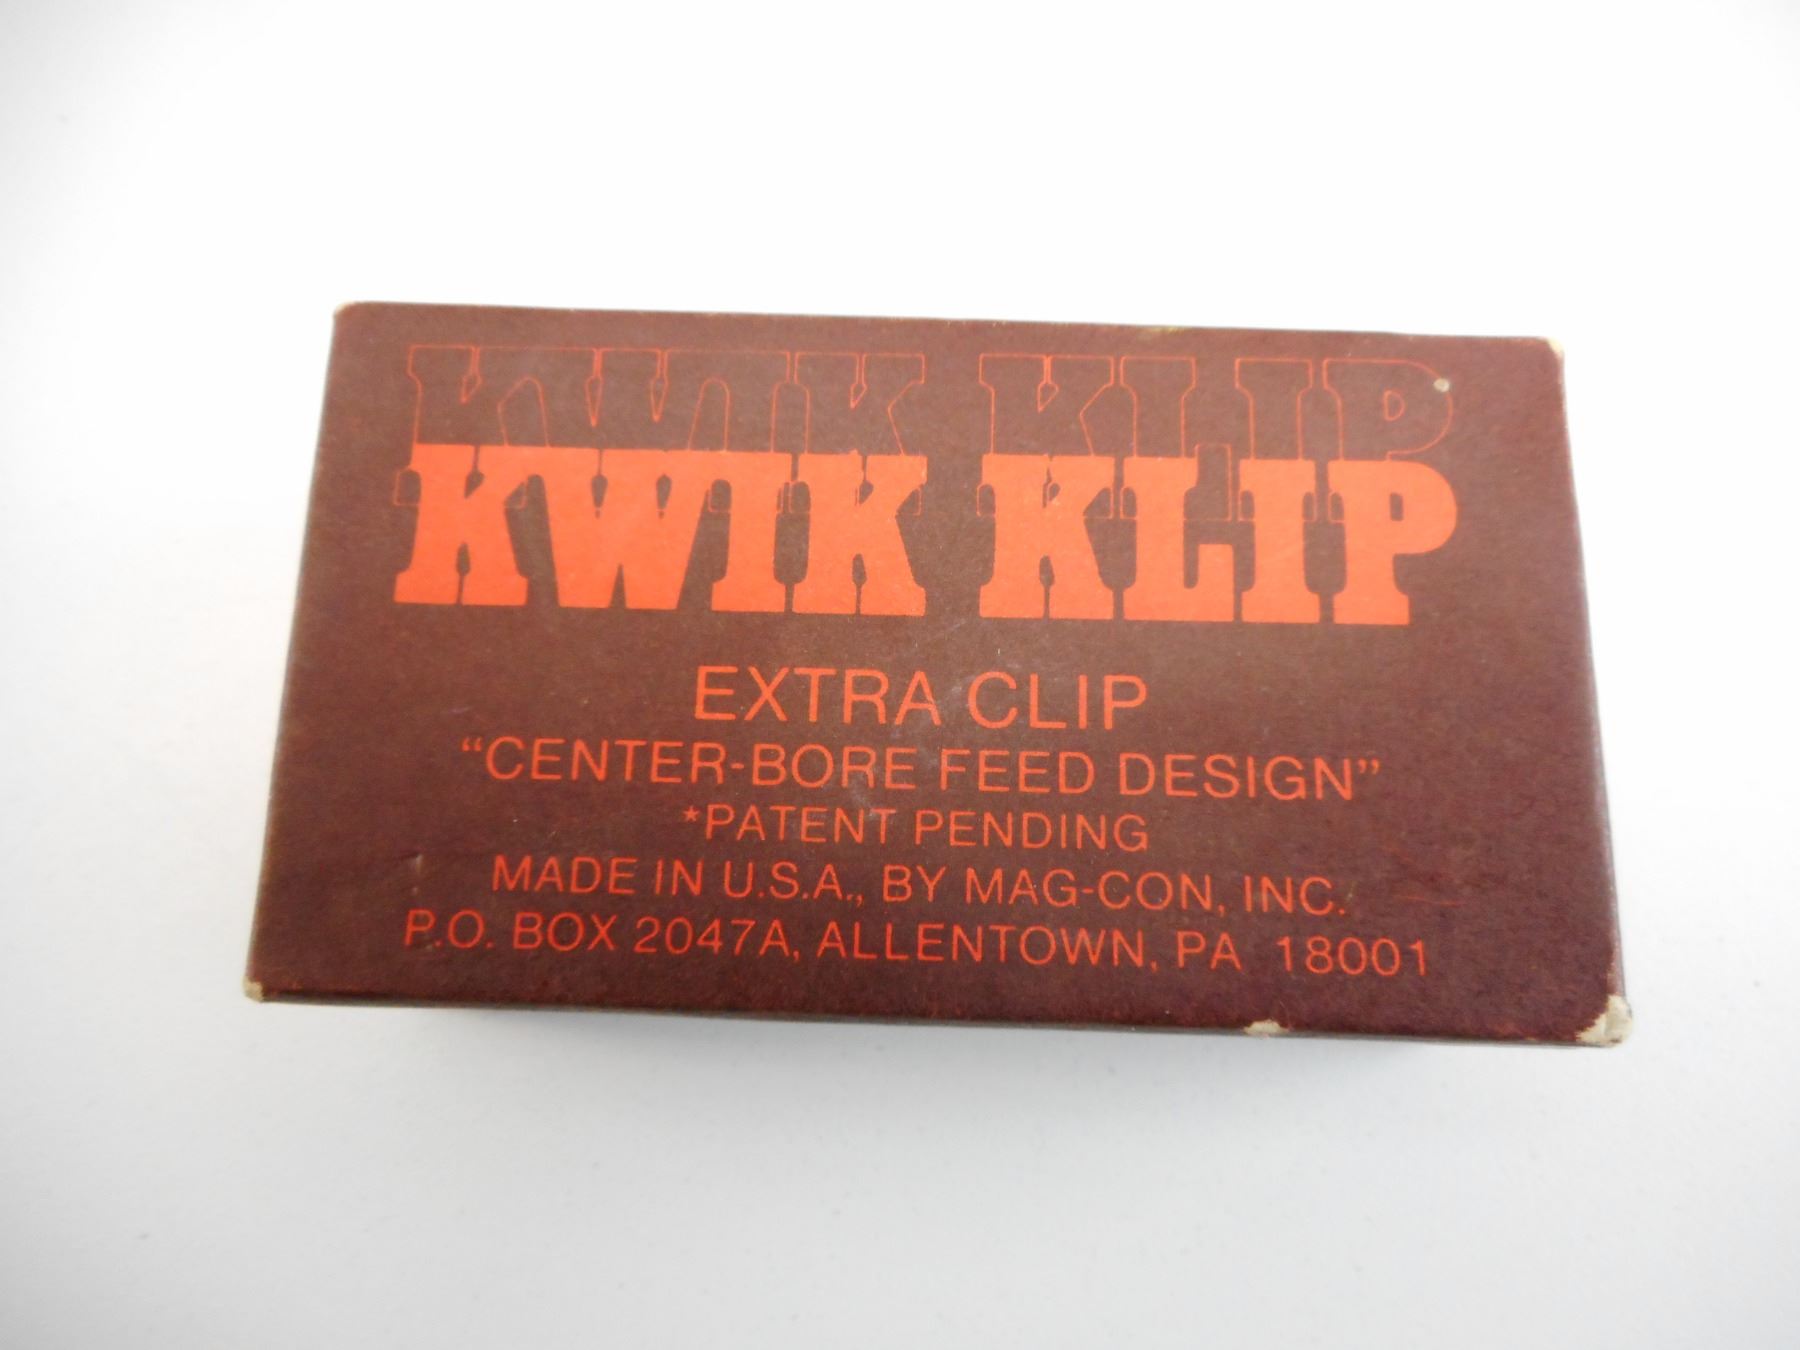 KWIK KLIP
KWIK KLIP
EXTRA CLIP
“CENTER-BORE FEED DESIGN”
*PATENT PENDING
MADE IN U.S.A., BY MAG-CON, INC.
P.O. BOX 2047A, ALLENTOWN, PA 18001